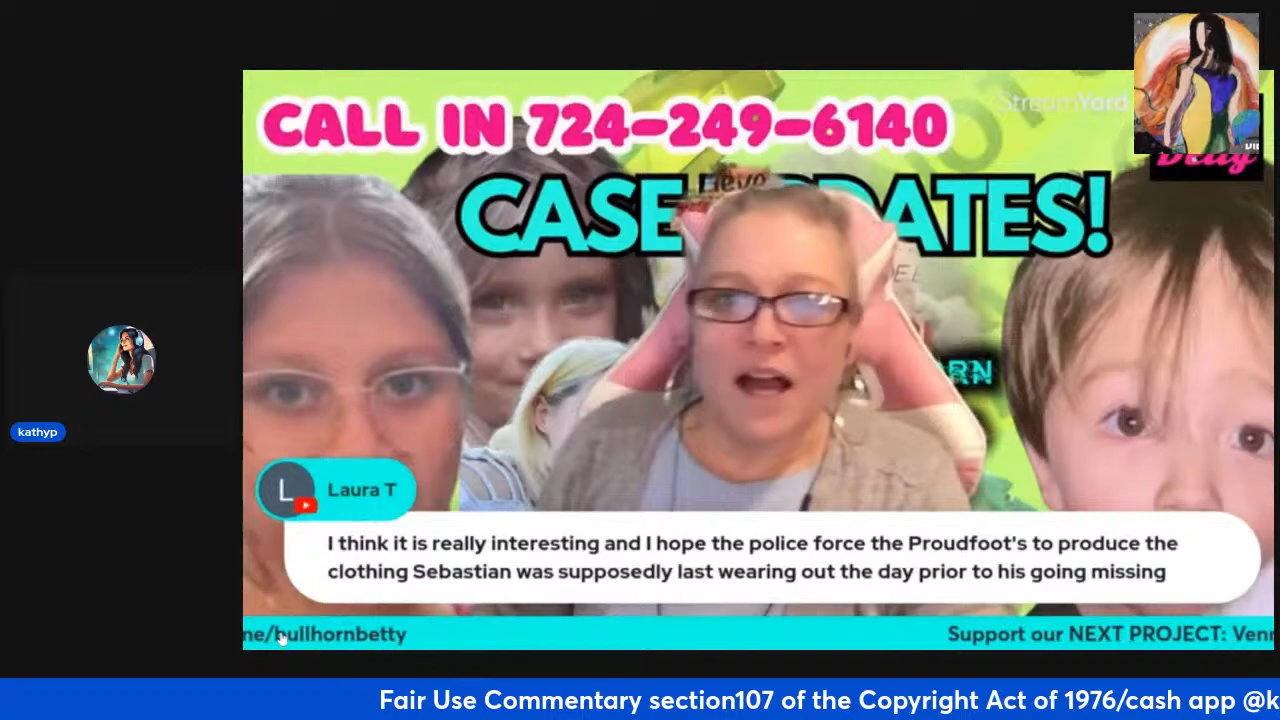 StreamYard
CALL IN 724-249-6140
CASE
DATES!
kathyp
Laura T
I think it is really interesting and I hope the police force the Proudfoot's to produce the
clothing Sebastian was supposedly last wearing out the day prior to his going missing
ne/bullhornbetty
Support our NEXT PROJECT: Ven
Fair Use Commentary section107 of the Copyright Act of 1976/cash app @k